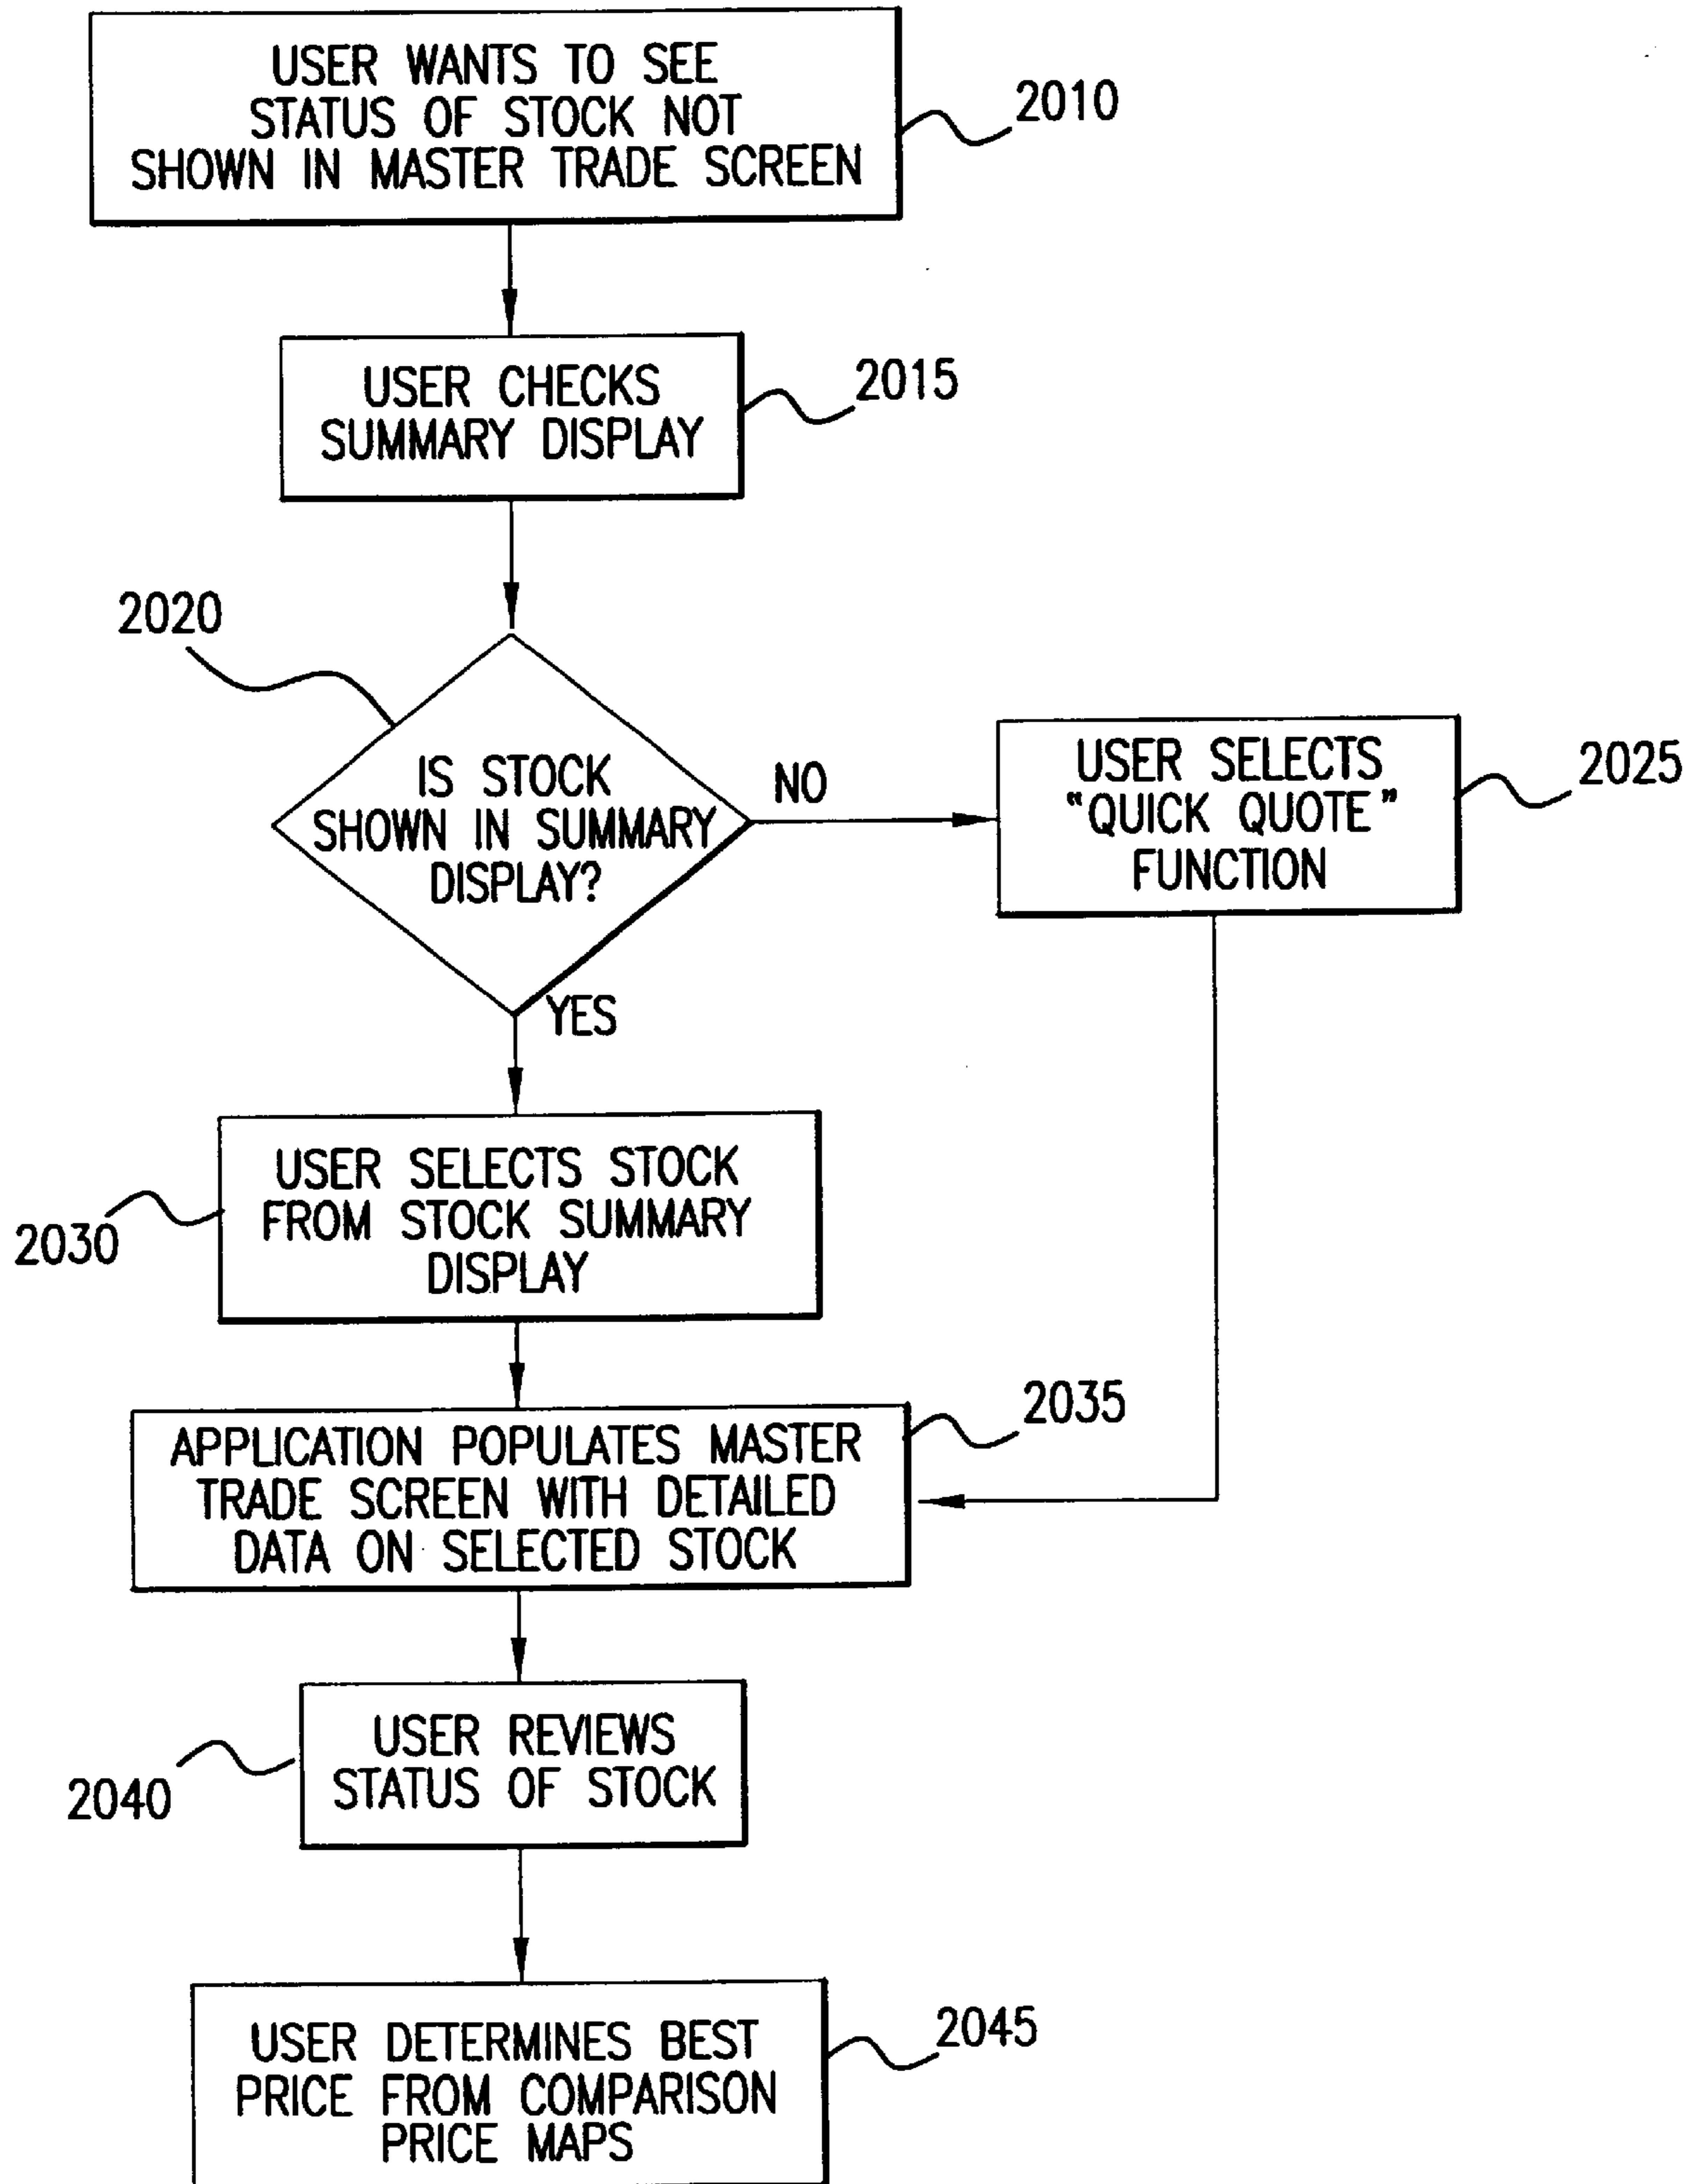 USER WANTS TO SEE
STATUS OF STOCK NOT
SHOWN IN MASTER TRADE SCREEN
2010
USER CHECKS
SUMMARY DISPLAY
2015
2020
IS STOCK
SHOWN IN SUMMARY
DISPLAY?
NO
YES
USER SELECTS
"QUICK QUOTE"
FUNCTION
2025
USER SELECTS STOCK
FROM STOCK SUMMARY
DISPLAY
2030
APPLICATION POPULATES MASTER
TRADE SCREEN WITH DETAILED
DATA ON SELECTED STOCK
2035
USER REVIEWS
STATUS OF STOCK
2040
USER DETERMINES BEST
PRICE FROM COMPARISON
PRICE MAPS
2045